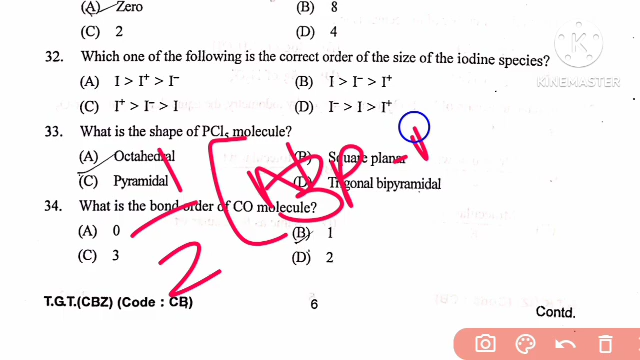 (A) Zero (B) 8
(C) 2 (D) 4
32. Which one of the following is the correct order of the size of the iodine species?
(A) I > I⁺ > I⁻ (B) I > I⁻ > I⁺
(C) I⁺ > I⁻ > I (D) I⁻ > I > I⁺
33. What is the shape of PCl₅ molecule?
(A) Octahedral (B) Square planar
(C) Pyramidal (D) Trigonal bipyramidal
34. What is the bond order of CO molecule?
(A) 0 (B) 1
(C) 3 (D) 2
1/2
T.G.T.(CBZ) (Code : CB) 6 Contd.
KINEMASTER